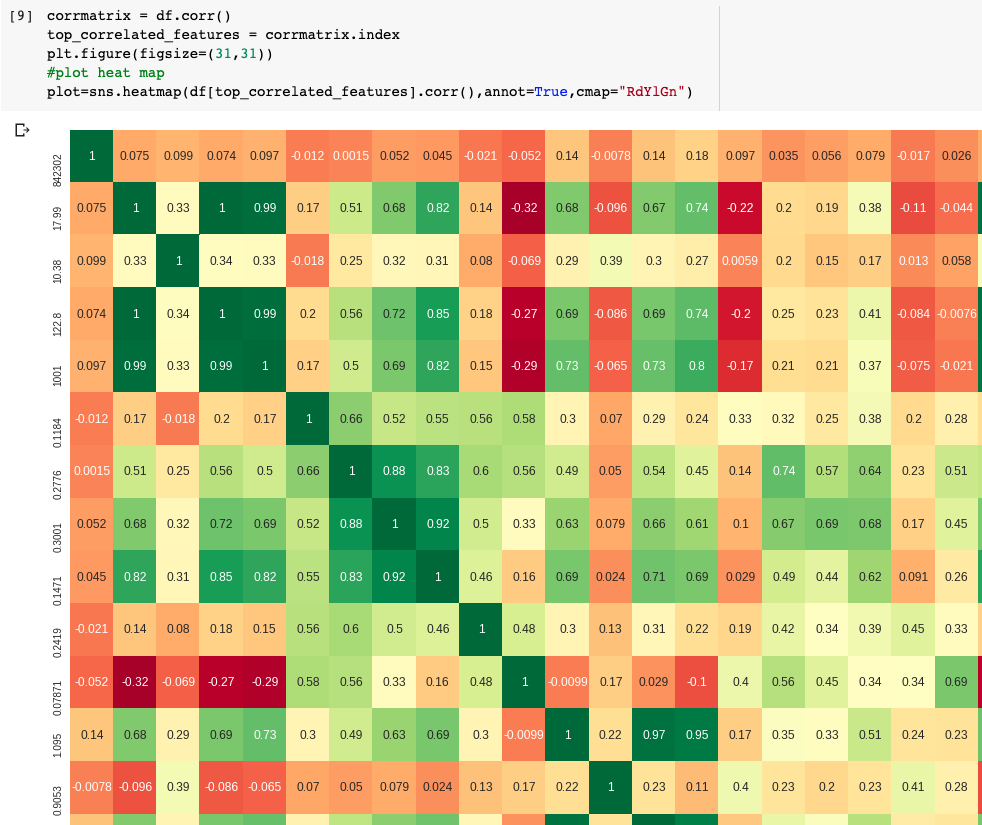 [9] corrmatrix = df.corr()
top_correlated_features = corrmatrix.index
plt.figure(figsize=(31,31))
#plot heat map
plot=sns.heatmap(df[top_correlated_features].corr(),annot=True,cmap="RdYlGn")
842302 1 0.075 0.099 0.074 0.097 -0.012 0.0015 0.052 0.045 -0.021 -0.052 0.14 -0.0078 0.14 0.18 0.097 0.035 0.056 0.079 -0.017 0.026
17.99 0.075 1 0.33 1 0.99 0.17 0.51 0.68 0.82 0.14 -0.32 0.68 -0.096 0.67 0.74 -0.22 0.2 0.19 0.38 -0.11 -0.044
10.38 0.099 0.33 1 0.34 0.33 -0.018 0.25 0.32 0.31 0.08 -0.069 0.29 0.39 0.3 0.27 0.0059 0.2 0.15 0.17 0.013 0.058
122.8 0.074 1 0.34 1 0.99 0.2 0.56 0.72 0.85 0.18 -0.27 0.69 -0.086 0.69 0.74 -0.2 0.25 0.23 0.41 -0.084 -0.0076
1001 0.097 0.99 0.33 0.99 1 0.17 0.5 0.69 0.82 0.15 -0.29 0.73 -0.065 0.73 0.8 -0.17 0.21 0.21 0.37 -0.075 -0.021
0.1184 -0.012 0.17 -0.018 0.2 0.17 1 0.66 0.52 0.55 0.56 0.58 0.3 0.07 0.29 0.24 0.33 0.32 0.25 0.38 0.2 0.28
0.2776 0.0015 0.51 0.25 0.56 0.5 0.66 1 0.88 0.83 0.6 0.56 0.49 0.05 0.54 0.45 0.14 0.74 0.57 0.64 0.23 0.51
0.3001 0.052 0.68 0.32 0.72 0.69 0.52 0.88 1 0.92 0.5 0.33 0.63 0.079 0.66 0.61 0.1 0.67 0.69 0.68 0.17 0.45
0.1471 0.045 0.82 0.31 0.85 0.82 0.55 0.83 0.92 1 0.46 0.16 0.69 0.024 0.71 0.69 0.029 0.49 0.44 0.62 0.091 0.26
0.2419 -0.021 0.14 0.08 0.18 0.15 0.56 0.6 0.5 0.46 1 0.48 0.3 0.13 0.31 0.22 0.19 0.42 0.34 0.39 0.45 0.33
0.07871 -0.052 -0.32 -0.069 -0.27 -0.29 0.58 0.56 0.33 0.16 0.48 1 -0.0099 0.17 0.029 -0.1 0.4 0.56 0.45 0.34 0.34 0.69
1.095 0.14 0.68 0.29 0.69 0.73 0.3 0.49 0.63 0.69 0.3 -0.0099 1 0.22 0.97 0.95 0.17 0.35 0.33 0.51 0.24 0.23
0.9053 -0.0078 -0.096 0.39 -0.086 -0.065 0.07 0.05 0.079 0.024 0.13 0.17 0.22 1 0.23 0.11 0.4 0.23 0.2 0.23 0.41 0.28